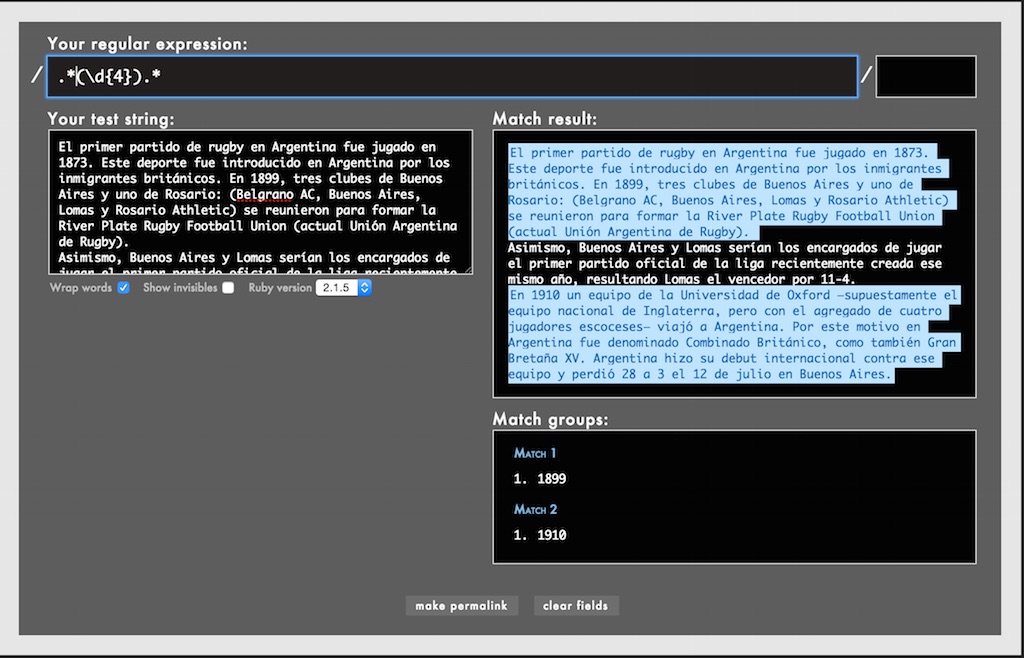 Your regular expression:
/ .*(\d{4}).* /
Your test string:
El primer partido de rugby en Argentina fue jugado en
1873. Este deporte fue introducido en Argentina por los
inmigrantes británicos. En 1899, tres clubes de Buenos
Aires y uno de Rosario: (Belgrano AC, Buenos Aires,
Lomas y Rosario Athletic) se reunieron para formar la
River Plate Rugby Football Union (actual Unión Argentina
de Rugby).
Asimismo, Buenos Aires y Lomas serían los encargados de
jugar el primer partido oficial de la liga recientemente
Wrap words Show invisibles Ruby version 2.1.5
Match result:
El primer partido de rugby en Argentina fue jugado en 1873.
Este deporte fue introducido en Argentina por los inmigrantes
británicos. En 1899, tres clubes de Buenos Aires y uno de
Rosario: (Belgrano AC, Buenos Aires, Lomas y Rosario Athletic)
se reunieron para formar la River Plate Rugby Football Union
(actual Unión Argentina de Rugby).
Asimismo, Buenos Aires y Lomas serían los encargados de jugar
el primer partido oficial de la liga recientemente creada ese
mismo año, resultando Lomas el vencedor por 11-4.
En 1910 un equipo de la Universidad de Oxford —supuestamente el
equipo nacional de Inglaterra, pero con el agregado de cuatro
jugadores escoceses— viajó a Argentina. Por este motivo en
Argentina fue denominado Combinado Británico, como también Gran
Bretaña XV. Argentina hizo su debut internacional contra ese
equipo y perdió 28 a 3 el 12 de julio en Buenos Aires.
Match groups:
Match 1
1. 1899
Match 2
1. 1910
make permalink clear fields